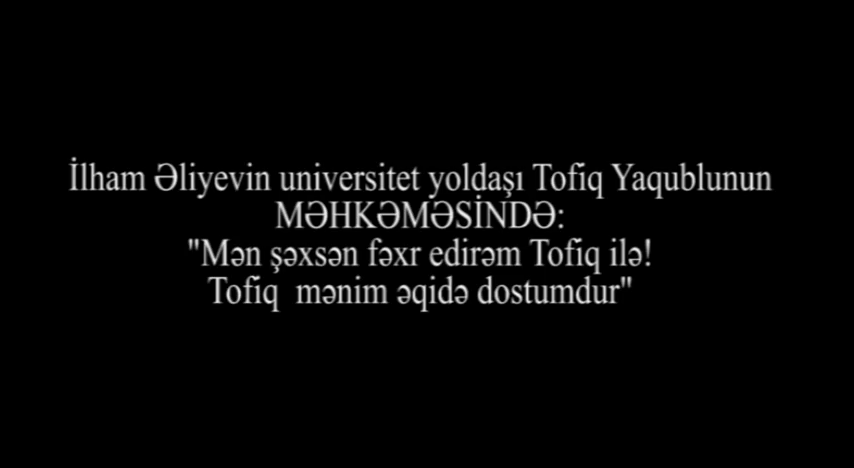 İlham Əliyevin universitet yoldaşı Tofiq Yaqublunun
MƏHKƏMƏSİNDƏ:
"Mən şəxsən fəxr edirəm Tofiq ilə!
Tofiq  mənim əqidə dostumdur"